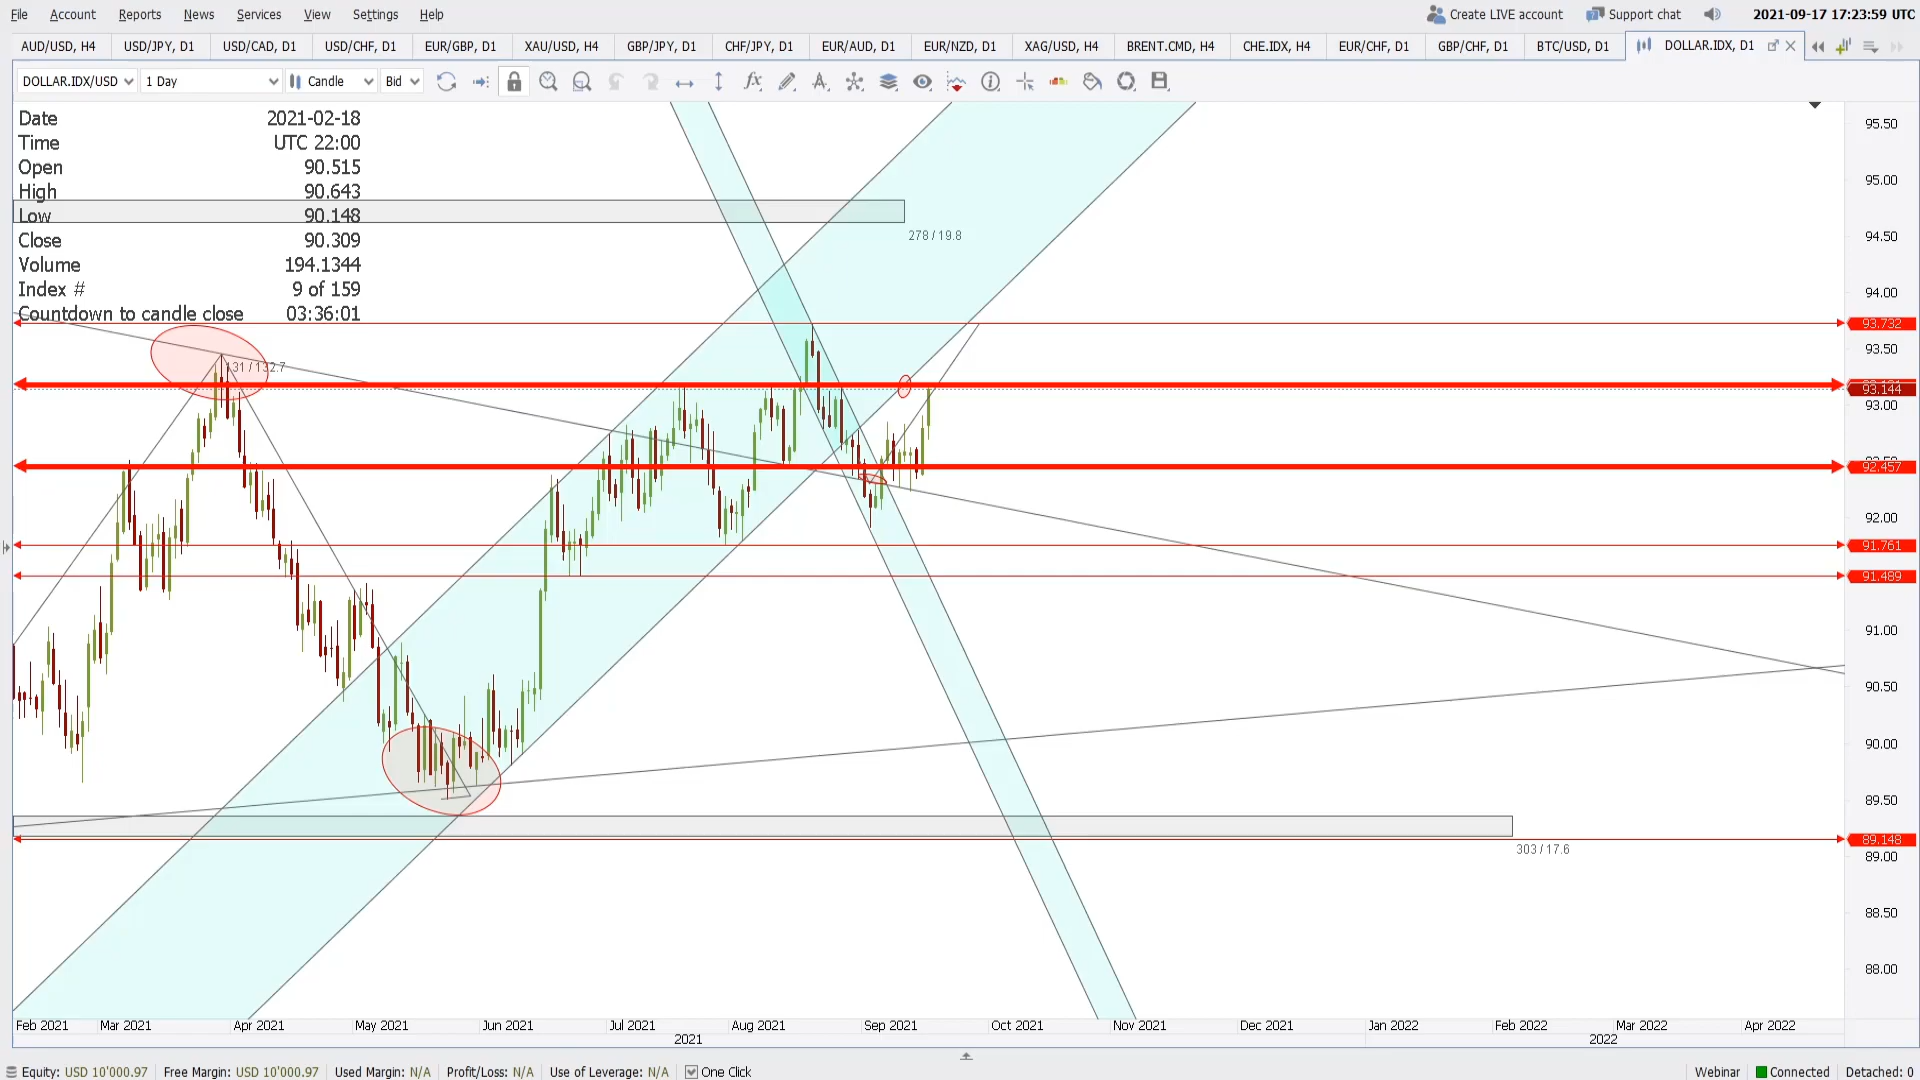 File Account Reports News Services View Settings Help Create LIVE account Support chat 2021-09-17 17:23:59 UTC
AUD/USD, H4 USD/JPY, D1 USD/CAD, D1 USD/CHF, D1 EUR/GBP, D1 XAU/USD, H4 GBP/JPY, D1 CHF/JPY, D1 EUR/AUD, D1 EUR/NZD, D1 XAG/USD, H4 BRENT.CMD, H4 CHE.IDX, H4 EUR/CHF, D1 GBP/CHF, D1 BTC/USD, D1 DOLLAR.IDX, D1
DOLLAR.IDX/USD 1 Day Candle Bid
Date 2021-02-18
Time UTC 22:00
Open 90.515
High 90.643
Low 90.148
Close 90.309
Volume 194.1344
Index # 9 of 159
Countdown to candle close 03:36:01
95.50
95.00
278 / 19.8
94.50
94.00
93.732
93.50
131 / 132.7
93.144
93.00
92.457
92.00
91.761
91.489
91.00
90.50
90.00
89.50
89.148
303 / 17.6
89.00
88.50
88.00
Feb 2021 Mar 2021 Apr 2021 May 2021 Jun 2021 Jul 2021 Aug 2021 Sep 2021 Oct 2021 Nov 2021 Dec 2021 Jan 2022 Feb 2022 Mar 2022 Apr 2022
2021 2022
Equity: USD 10'000.97 Free Margin: USD 10'000.97 Used Margin: N/A Profit/Loss: N/A Use of Leverage: N/A One Click Webinar Connected Detached: 0